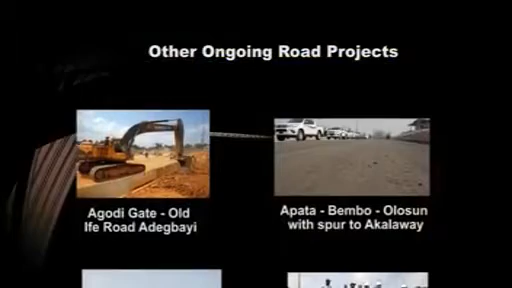 Other Ongoing Road Projects
Agodi Gate - Old
Ife Road Adegbayi
Apata - Bembo - Olosun
with spur to Akalaway